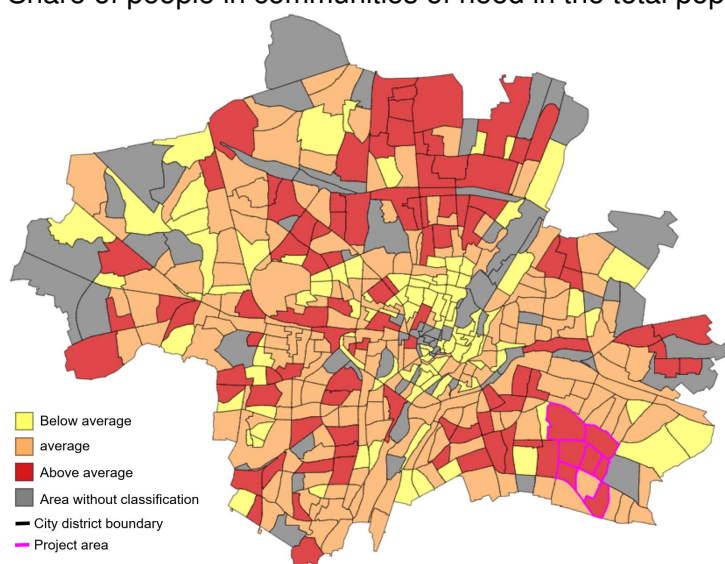 Share of people in communities of need in the total
Below average
average
Above average
Area without classification
City district boundary
Project area